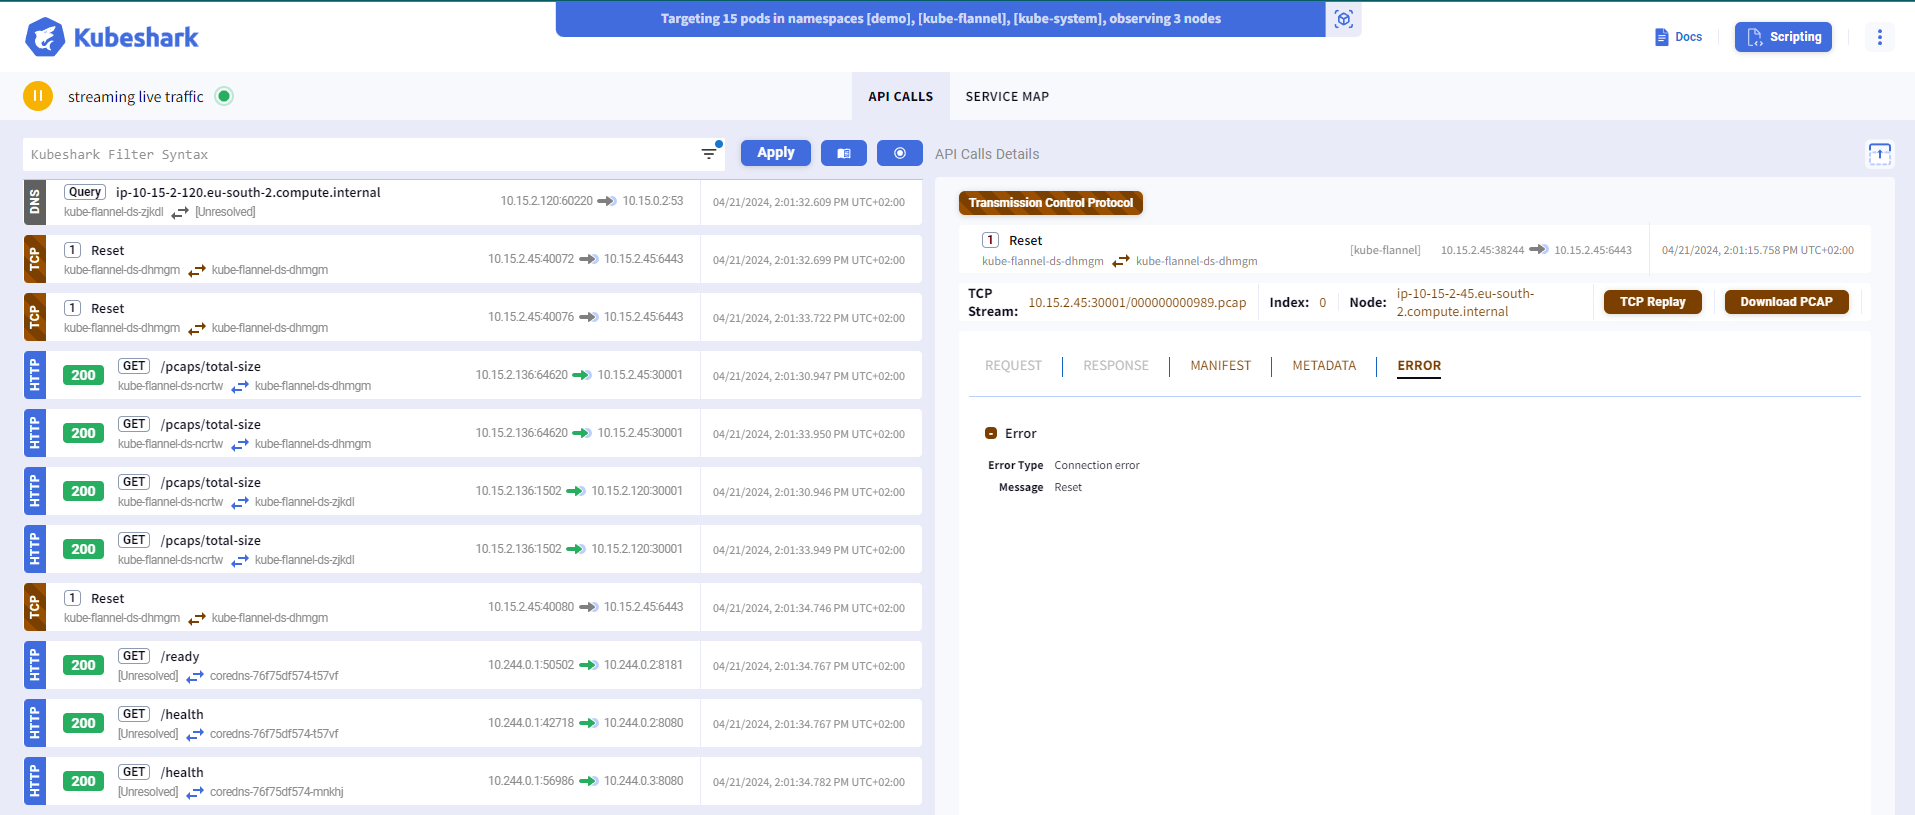 Targeting 15 pods in namespaces [demo], [kube-flannel], [kube-system], observing 3 nodes
Kubeshark
Docs
Scripting
streaming live traffic
API CALLS
SERVICE MAP
Kubeshark Filter Syntax
Apply
DNS
Query ip-10-15-2-120.eu-south-2.compute.internal
kube-flannel-ds-zjkdl [Unresolved]
10.15.2.120:60220 10.15.0.2:53
04/21/2024, 2:01:32.609 PM UTC+02:00
TCP
1 Reset
kube-flannel-ds-dhmgm kube-flannel-ds-dhmgm
10.15.2.45:40072 10.15.2.45:6443
04/21/2024, 2:01:32.699 PM UTC+02:00
TCP
1 Reset
kube-flannel-ds-dhmgm kube-flannel-ds-dhmgm
10.15.2.45:40076 10.15.2.45:6443
04/21/2024, 2:01:33.722 PM UTC+02:00
HTTP
200
GET /pcaps/total-size
kube-flannel-ds-ncrtw kube-flannel-ds-dhmgm
10.15.2.136:64620 10.15.2.45:30001
04/21/2024, 2:01:30.947 PM UTC+02:00
HTTP
200
GET /pcaps/total-size
kube-flannel-ds-ncrtw kube-flannel-ds-dhmgm
10.15.2.136:64620 10.15.2.45:30001
04/21/2024, 2:01:33.950 PM UTC+02:00
HTTP
200
GET /pcaps/total-size
kube-flannel-ds-ncrtw kube-flannel-ds-zjkdl
10.15.2.136:1502 10.15.2.120:30001
04/21/2024, 2:01:30.946 PM UTC+02:00
HTTP
200
GET /pcaps/total-size
kube-flannel-ds-ncrtw kube-flannel-ds-zjkdl
10.15.2.136:1502 10.15.2.120:30001
04/21/2024, 2:01:33.949 PM UTC+02:00
TCP
1 Reset
kube-flannel-ds-dhmgm kube-flannel-ds-dhmgm
10.15.2.45:40080 10.15.2.45:6443
04/21/2024, 2:01:34.746 PM UTC+02:00
HTTP
200
GET /ready
[Unresolved] coredns-76f75df574-t57vf
10.244.0.1:50502 10.244.0.2:8181
04/21/2024, 2:01:34.767 PM UTC+02:00
HTTP
200
GET /health
[Unresolved] coredns-76f75df574-t57vf
10.244.0.1:42718 10.244.0.2:8080
04/21/2024, 2:01:34.767 PM UTC+02:00
HTTP
200
GET /health
[Unresolved] coredns-76f75df574-mnkhj
10.244.0.1:56986 10.244.0.3:8080
04/21/2024, 2:01:34.782 PM UTC+02:00
API Calls Details
Transmission Control Protocol
1 Reset
kube-flannel-ds-dhmgm kube-flannel-ds-dhmgm
[kube-flannel] 10.15.2.45:38244 10.15.2.45:6443
04/21/2024, 2:01:15.758 PM UTC+02:00
TCP
Stream:
10.15.2.45:30001/000000000989.pcap
Index: 0
Node:
ip-10-15-2-45.eu-south-
2.compute.internal
TCP Replay
Download PCAP
REQUEST
RESPONSE
MANIFEST
METADATA
ERROR
- Error
Error Type Connection error
Message Reset